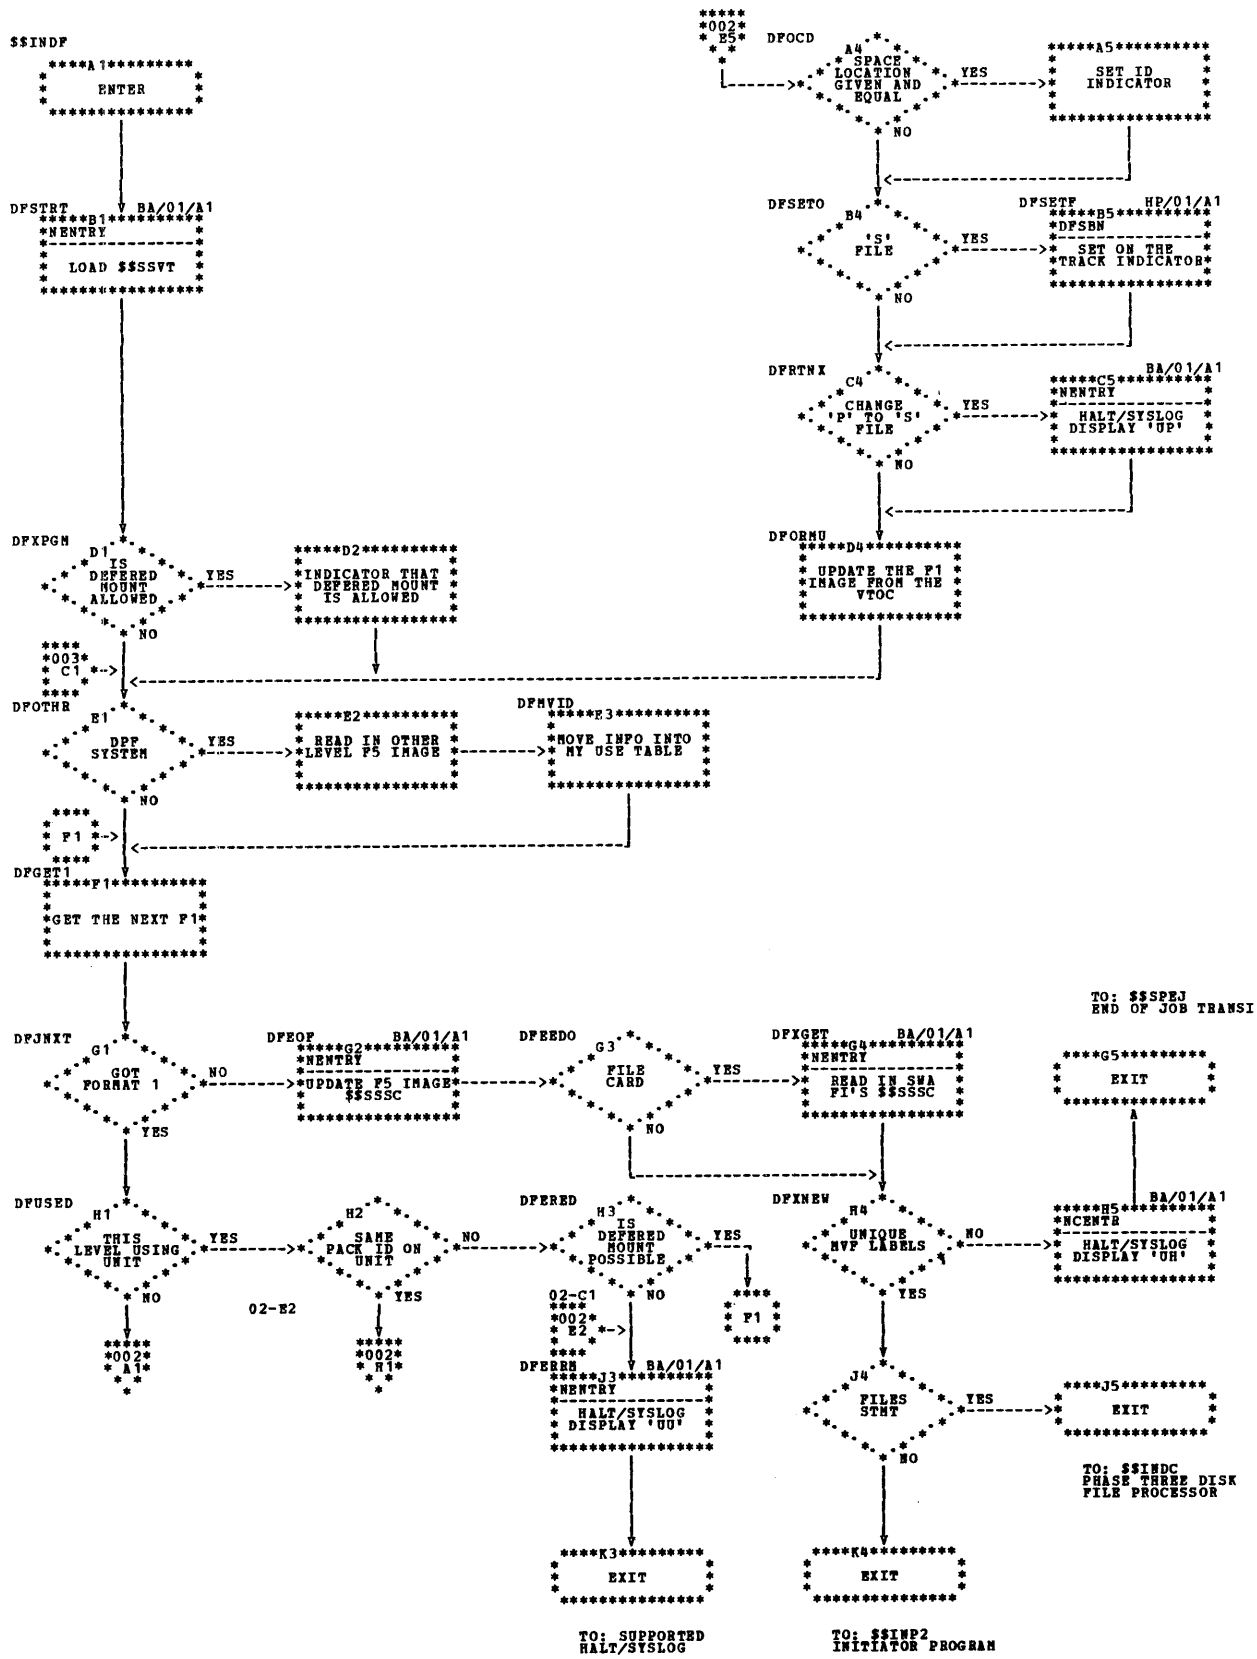 $$INDF
A1
ENTER
DFSTRT BA/01/A1
B1
NENTRY
LOAD $$SSVT
DFXPGM
D1
IS
DEFERED
MOUNT
ALLOWED
YES
NO
D2
INDICATOR THAT
DEFERED MOUNT
IS ALLOWED
003
C1
DFOTHR
E1
DPF
SYSTEM
YES
NO
E2
READ IN OTHER
LEVEL F5 IMAGE
DFMVID
E3
MOVE INFO INTO
MY USE TABLE
F1
DFGET1
F1
GET THE NEXT F1
002
E5
DFOCD
A4
SPACE
LOCATION
GIVEN AND
EQUAL
YES
NO
A5
SET ID
INDICATOR
DFSETO
B4
'S'
FILE
YES
NO
DFSETF HP/01/A1
B5
DFSBN
SET ON THE
TRACK INDICATOR
DFRTNX
C4
CHANGE
'P' TO 'S'
FILE
YES
NO
BA/01/A1
C5
NENTRY
HALT/SYSLOG
DISPLAY 'UP'
DFORMU
D4
UPDATE THE F1
IMAGE FROM THE
VTOC
DFJNXT
G1
GOT
FORMAT 1
NO
YES
DFEOF BA/01/A1
G2
NENTRY
UPDATE F5 IMAGE
$$SSSC
DFEEDO
G3
FILE
CARD
YES
NO
DFXGET BA/01/A1
G4
NENTRY
READ IN SWA
FI'S $$SSSC
TO: $$SPEJ
END OF JOB TRANSI
G5
EXIT
A
DFUSED
H1
THIS
LEVEL USING
UNIT
YES
NO
H2
SAME
PACK ID ON
UNIT
NO
YES
DFERED
H3
IS
DEFERED
MOUNT
POSSIBLE
YES
NO
DFXNEW
H4
UNIQUE
MVF LABELS
NO
YES
BA/01/A1
H5
NCENTR
HALT/SYSLOG
DISPLAY 'UH'
002
A1
02-E2
002
H1
02-C1
002
E2
F1
DFERRM BA/01/A1
J3
NENTRY
HALT/SYSLOG
DISPLAY 'UU'
J4
FILES
STMT
YES
NO
J5
EXIT
TO: $$INDC
PHASE THREE DISK
FILE PROCESSOR
K3
EXIT
TO: SUPPORTED
HALT/SYSLOG
K4
EXIT
TO: $$INP2
INITIATOR PROGRAM